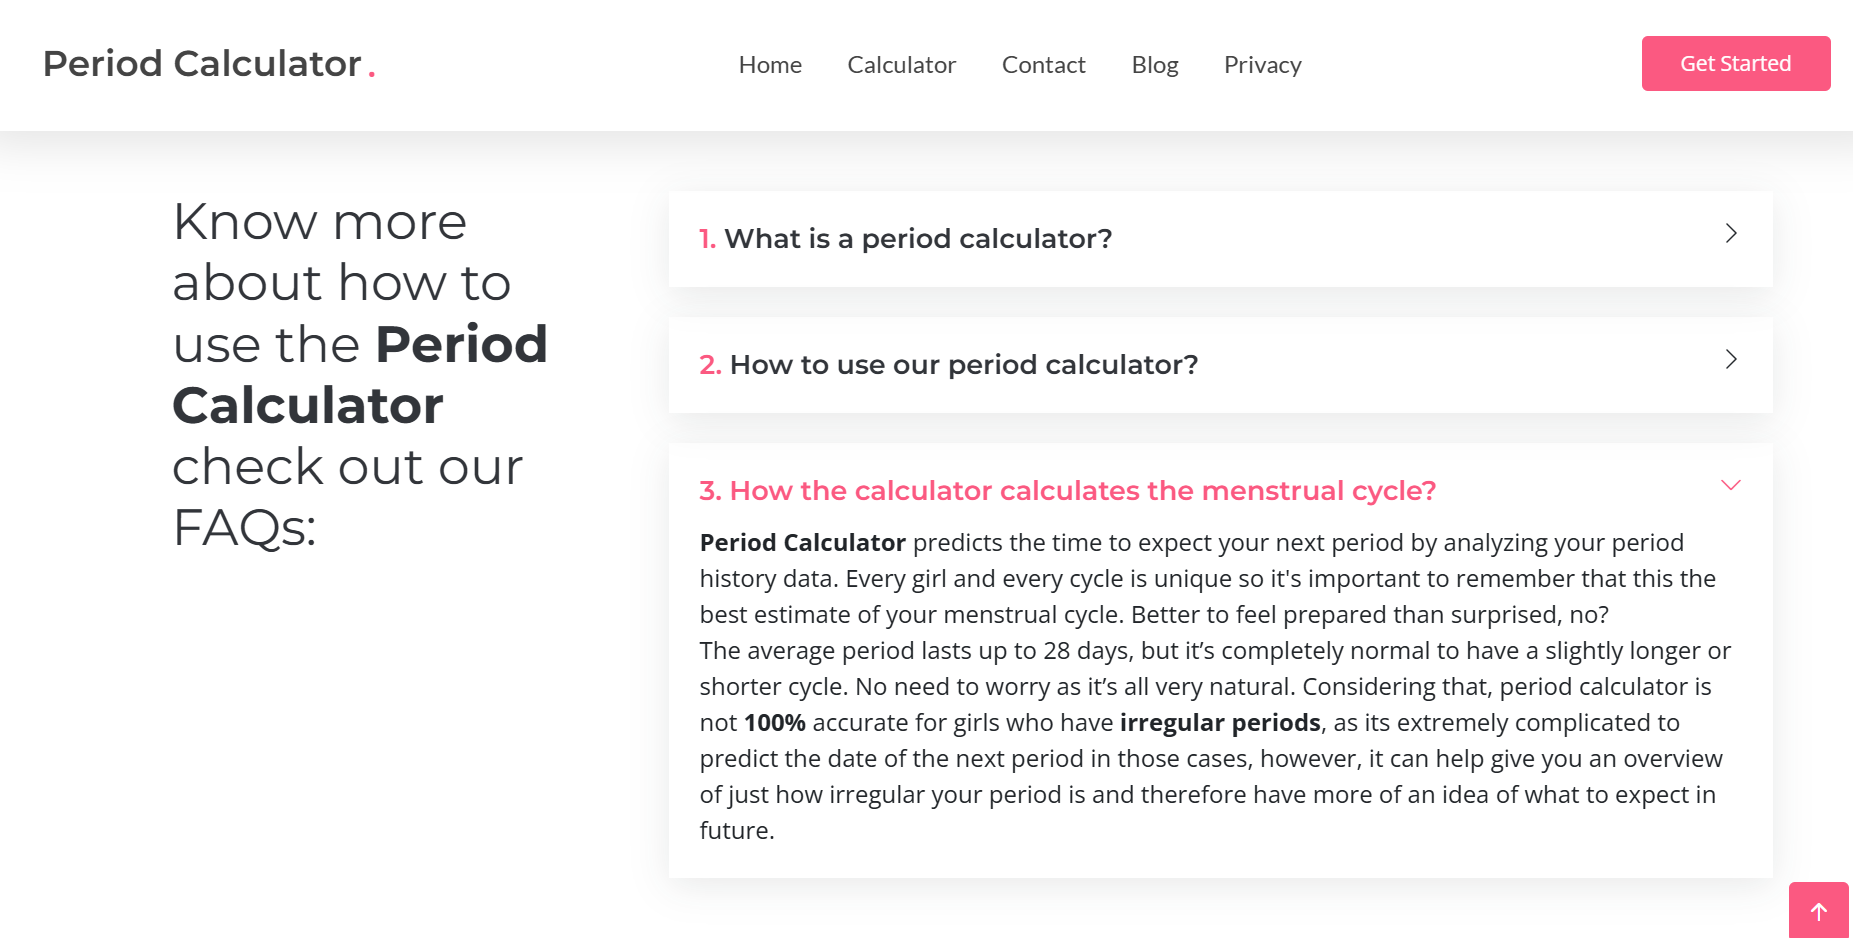 Period Calculator.
Home Calculator Contact Blog Privacy
Get Started
Know more
about how to
use the Period
Calculator
check out our
FAQs:
1. What is a period calculator?
2. How to use our period calculator?
3. How the calculator calculates the menstrual cycle?
Period Calculator predicts the time to expect your next period by analyzing your period
history data. Every girl and every cycle is unique so it's important to remember that this the
best estimate of your menstrual cycle. Better to feel prepared than surprised, no?
The average period lasts up to 28 days, but it’s completely normal to have a slightly longer or
shorter cycle. No need to worry as it’s all very natural. Considering that, period calculator is
not 100% accurate for girls who have irregular periods, as its extremely complicated to
predict the date of the next period in those cases, however, it can help give you an overview
of just how irregular your period is and therefore have more of an idea of what to expect in
future.